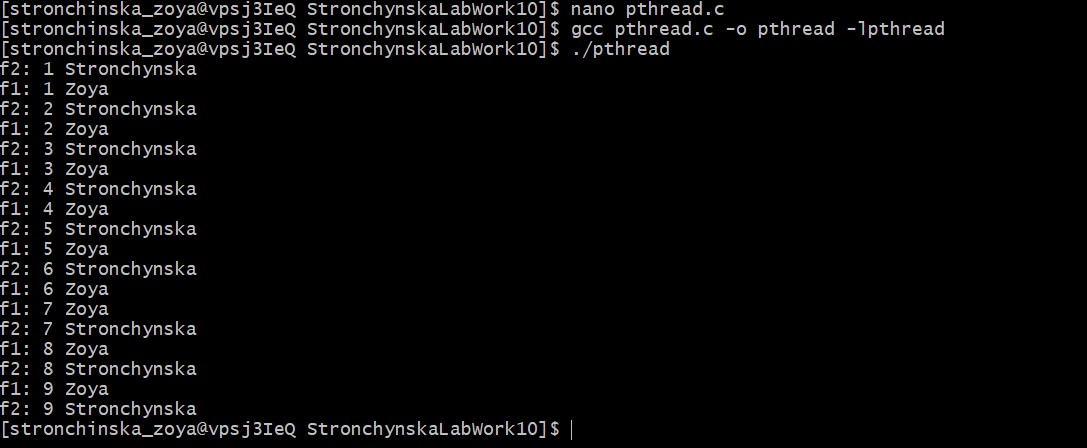 [stronchinska_zoya@vpsj3IeQ StronchynskaLabWork10]$ nano pthread.c
[stronchinska_zoya@vpsj3IeQ StronchynskaLabWork10]$ gcc pthread.c -o pthread -lpthread
[stronchinska_zoya@vpsj3IeQ StronchynskaLabWork10]$ ./pthread
f2: 1 Stronchynska
f1: 1 Zoya
f2: 2 Stronchynska
f1: 2 Zoya
f2: 3 Stronchynska
f1: 3 Zoya
f2: 4 Stronchynska
f1: 4 Zoya
f2: 5 Stronchynska
f1: 5 Zoya
f2: 6 Stronchynska
f1: 6 Zoya
f1: 7 Zoya
f2: 7 Stronchynska
f1: 8 Zoya
f2: 8 Stronchynska
f1: 9 Zoya
f2: 9 Stronchynska
[stronchinska_zoya@vpsj3IeQ StronchynskaLabWork10]$